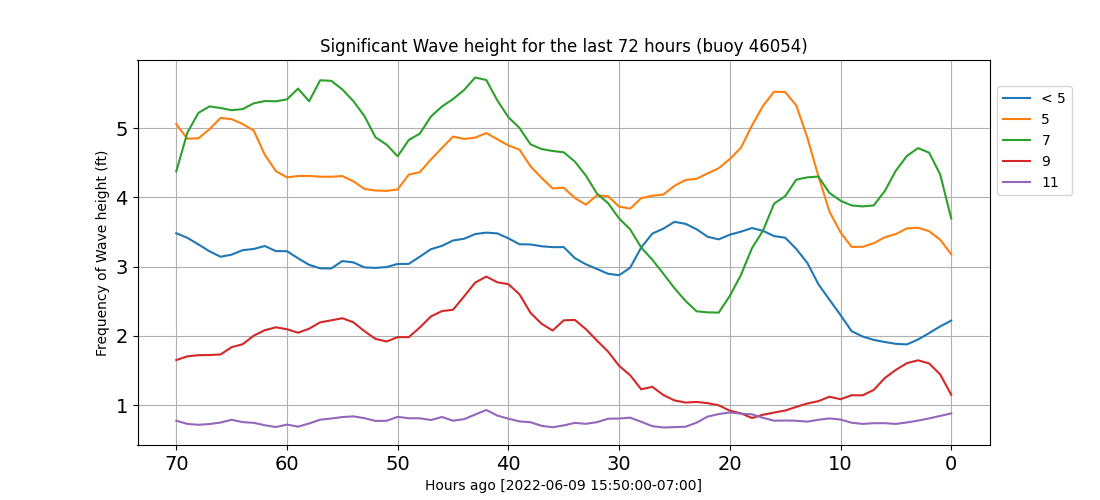 Significant Wave height for the last 72 hours (buoy 46054)
Frequency of Wave height (ft)
5
4
3
2
1
70 60 50 40 30 20 10 0
Hours ago [2022-06-09 15:50:00-07:00]
< 5
5
7
9
11